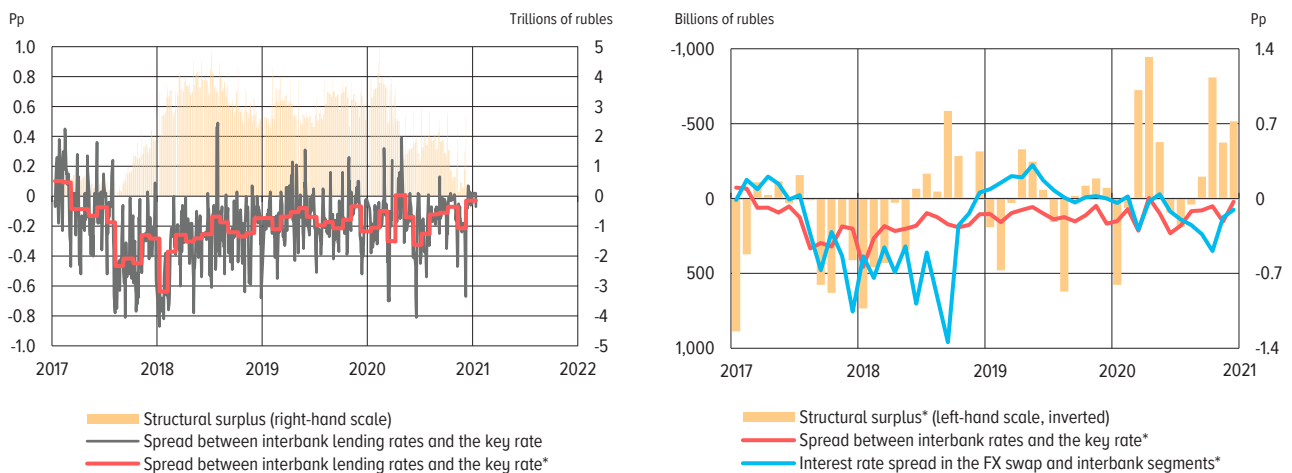 Pp
Trillions of rubles
1.0
0.8
0.6
0.4
0.2
0
-0.2
-0.4
-0.6
-0.8
-1.0
5
4
3
2
1
0
-1
-2
-3
-4
-5
2017 2018 2019 2020 2021 2022
Structural surplus (right-hand scale)
Spread between interbank lending rates and the key rate
Spread between interbank lending rates and the key rate*
Billions of rubles
Pp
-1,000
-500
0
500
1,000
1.4
0.7
0
-0.7
-1.4
2017 2018 2019 2020 2021
Structural surplus* (left-hand scale, inverted)
Spread between interbank rates and the key rate*
Interest rate spread in the FX swap and interbank segments*